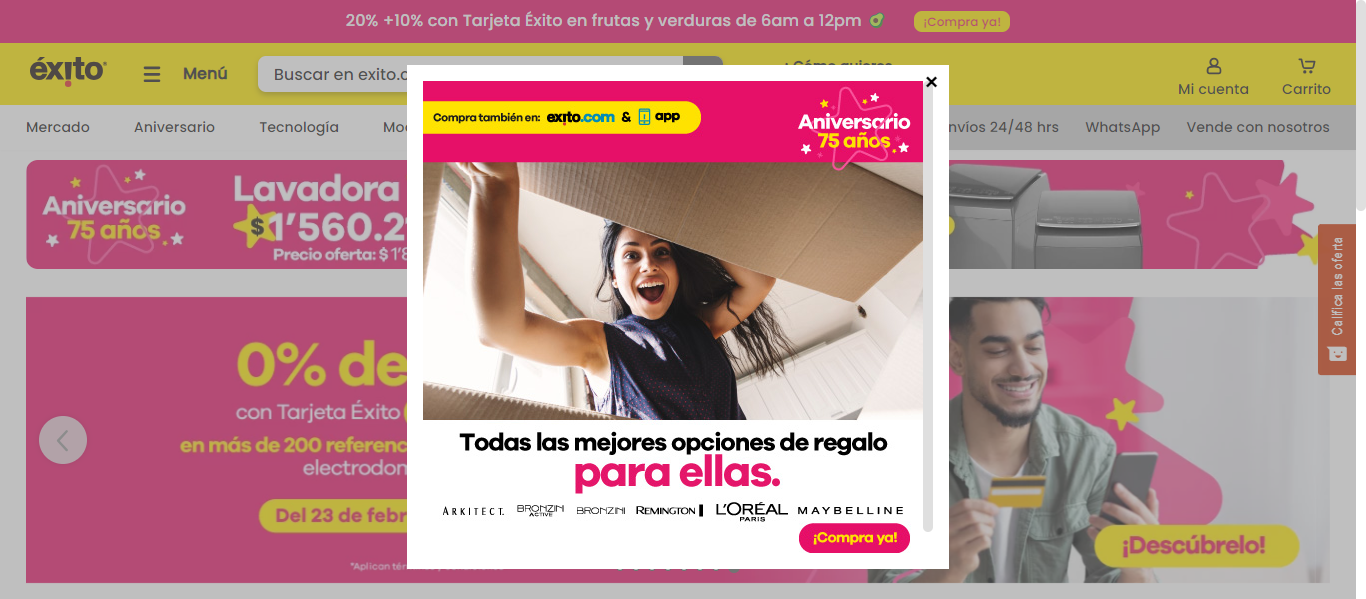 20% +10% con Tarjeta Éxito en frutas y verduras de 6am a 12pm
¡Compra ya!
éxito
Menú
Buscar en exito.c
¿Cómo quieres
Mi cuenta
Carrito
Mercado
Aniversario
Tecnología
nvíos 24/48 hrs
WhatsApp
Vende con nosotros
Aniversario
75 años.
Lavadora
$1'560.29
Precio oferta: $1'8
Califica las oferta
0% de
con Tarjeta Éxito
en más de 200 referenc
electrodom
Del 23 de febr
*Aplican tér
¡Descúbrelo!
Compra también en: exito.com & app
Aniversario
75 años.
Todas las mejores opciones de regalo
para ellas.
ARKITECT.
BRONZINI
ACTIVE
BRONZINI
REMINGTON
L'ORÉAL
PARIS
MAYBELLINE
¡Compra ya!